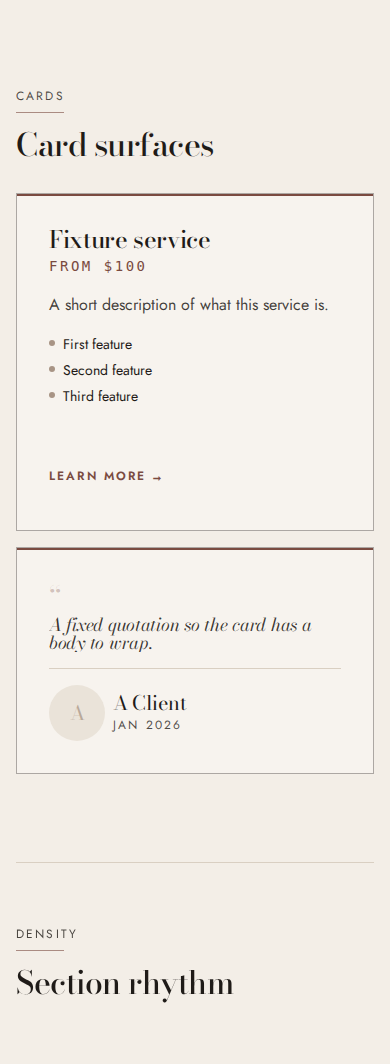 CARDS
Card surfaces
Fixture service
FROM $100
A short description of what this service is.
First feature
Second feature
Third feature
LEARN MORE →
"
A fixed quotation so the card has a
body to wrap.
A
A Client
JAN 2026
DENSITY
Section rhythm